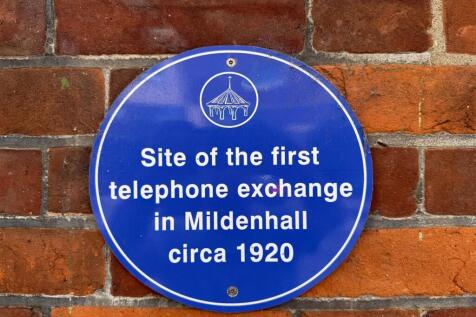 Site of the first
telephone exchange
in Mildenhall
circa 1920